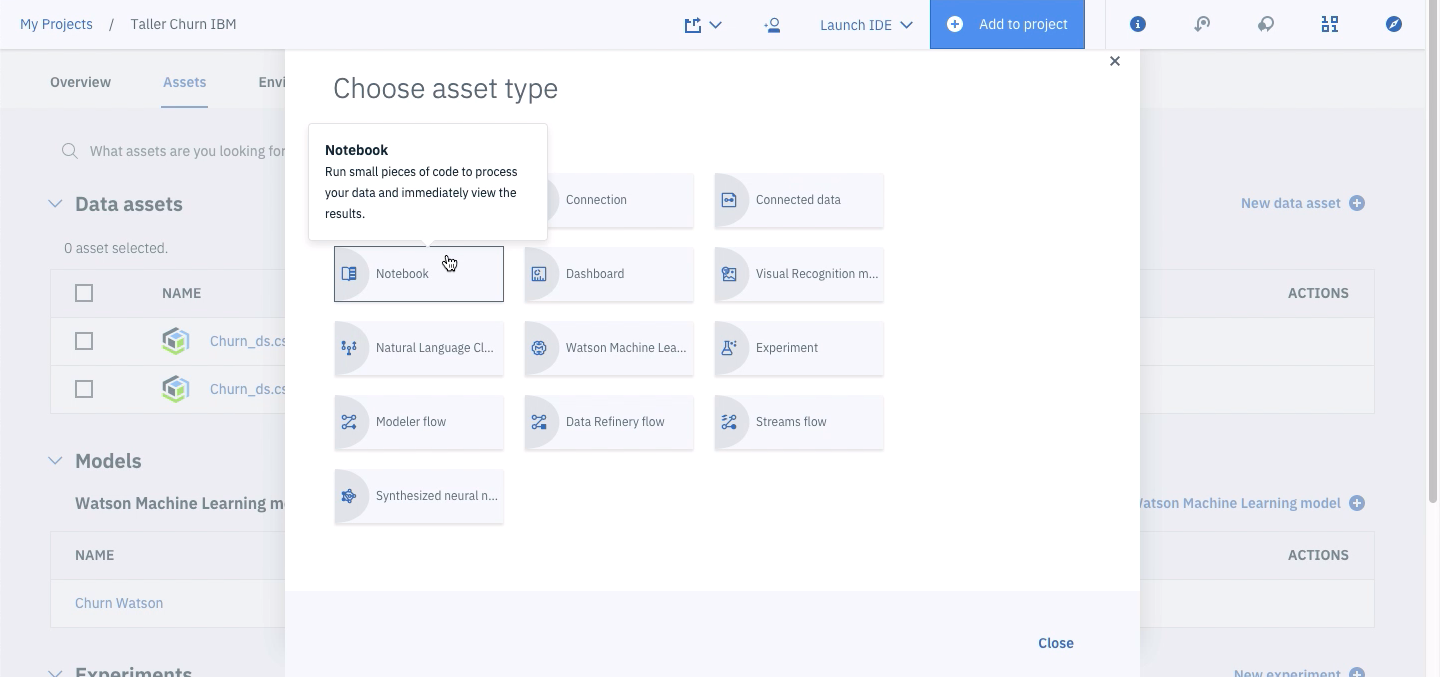 My Projects / Taller Churn IBM
Launch IDE
Add to project
Overview
Assets
Envi
Choose asset type
What assets are you looking for
Notebook
Run small pieces of code to process
your data and immediately view the
results.
Connection
Connected data
Data assets
New data asset
0 asset selected.
Notebook
Dashboard
Visual Recognition m...
NAME
ACTIONS
Churn_ds.cs
Natural Language Cl...
Watson Machine Lea...
Experiment
Churn_ds.cs
Modeler flow
Data Refinery flow
Streams flow
Models
Synthesized neural n...
Watson Machine Learning m
Watson Machine Learning model
NAME
ACTIONS
Churn Watson
Close
Experiments
New experiment